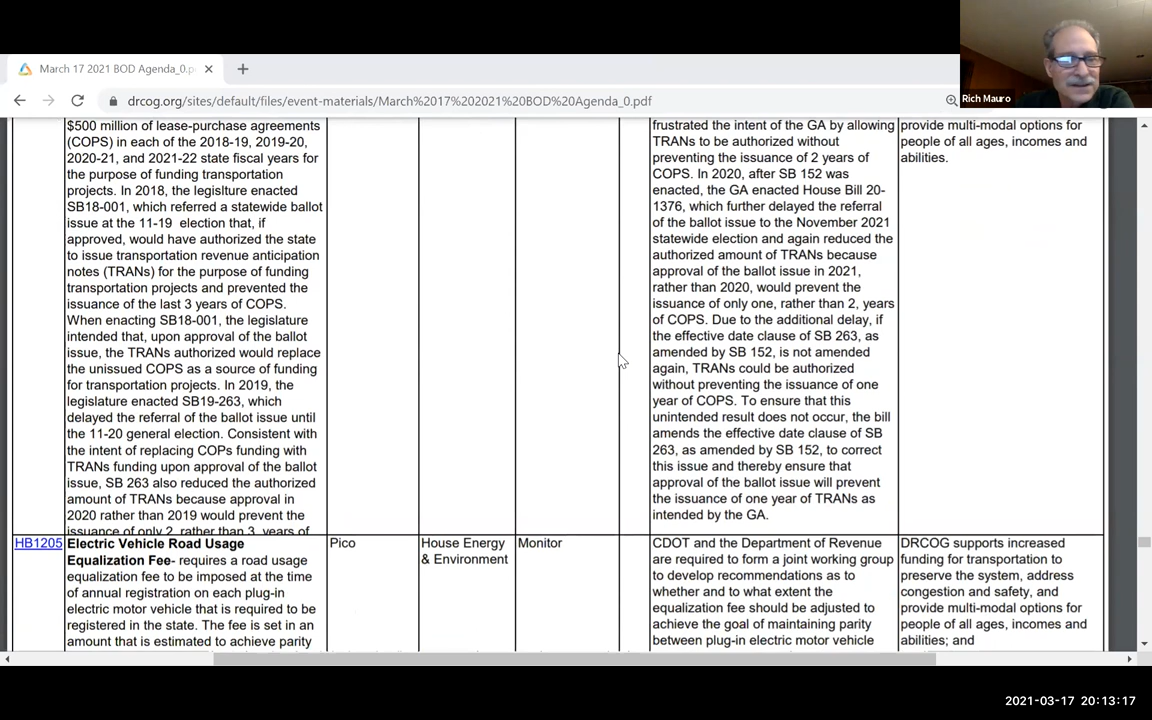 March 17 2021 BOD Agenda_0.p
drcog.org/sites/default/files/event-materials/March%2017%202021%20BOD%20Agenda_0.pdf
Rich Mauro
$500 million of lease-purchase agreements
(COPS) in each of the 2018-19, 2019-20,
2020-21, and 2021-22 state fiscal years for
the purpose of funding transportation
projects. In 2018, the legislture enacted
SB18-001, which referred a statewide ballot
issue at the 11-19 election that, if
approved, would have authorized the state
to issue transportation revenue anticipation
notes (TRANs) for the purpose of funding
transportation projects and prevented the
issuance of the last 3 years of COPS.
When enacting SB18-001, the legislature
intended that, upon approval of the ballot
issue, the TRANs authorized would replace
the unissued COPS as a source of funding
for transportation projects. In 2019, the
legislature enacted SB19-263, which
delayed the referral of the ballot issue until
the 11-20 general election. Consistent with
the intent of replacing COPs funding with
TRANs funding upon approval of the ballot
issue, SB 263 also reduced the authorized
amount of TRANs because approval in
2020 rather than 2019 would prevent the
issuance of only 2, rather than 3, years of
frustrated the intent of the GA by allowing
TRANs to be authorized without
preventing the issuance of 2 years of
COPS. In 2020, after SB 152 was
enacted, the GA enacted House Bill 20-
1376, which further delayed the referral
of the ballot issue to the November 2021
statewide election and again reduced the
authorized amount of TRANs because
approval of the ballot issue in 2021,
rather than 2020, would prevent the
issuance of only one, rather than 2, years
of COPS. Due to the additional delay, if
the effective date clause of SB 263, as
amended by SB 152, is not amended
again, TRANs could be authorized
without preventing the issuance of one
year of COPS. To ensure that this
unintended result does not occur, the bill
amends the effective date clause of SB
263, as amended by SB 152, to correct
this issue and thereby ensure that
approval of the ballot issue will prevent
the issuance of one year of TRANs as
intended by the GA.
provide multi-modal options for
people of all ages, incomes and
abilities.
HB1205
Electric Vehicle Road Usage
Equalization Fee- requires a road usage
equalization fee to be imposed at the time
of annual registration on each plug-in
electric motor vehicle that is required to be
registered in the state. The fee is set in an
amount that is estimated to achieve parity
Pico
House Energy
& Environment
Monitor
CDOT and the Department of Revenue
are required to form a joint working group
to develop recommendations as to
whether and to what extent the
equalization fee should be adjusted to
achieve the goal of maintaining parity
between plug-in electric motor vehicle
DRCOG supports increased
funding for transportation to
preserve the system, address
congestion and safety, and
provide multi-modal options for
people of all ages, incomes and
abilities; and
2021-03-17 20:13:17